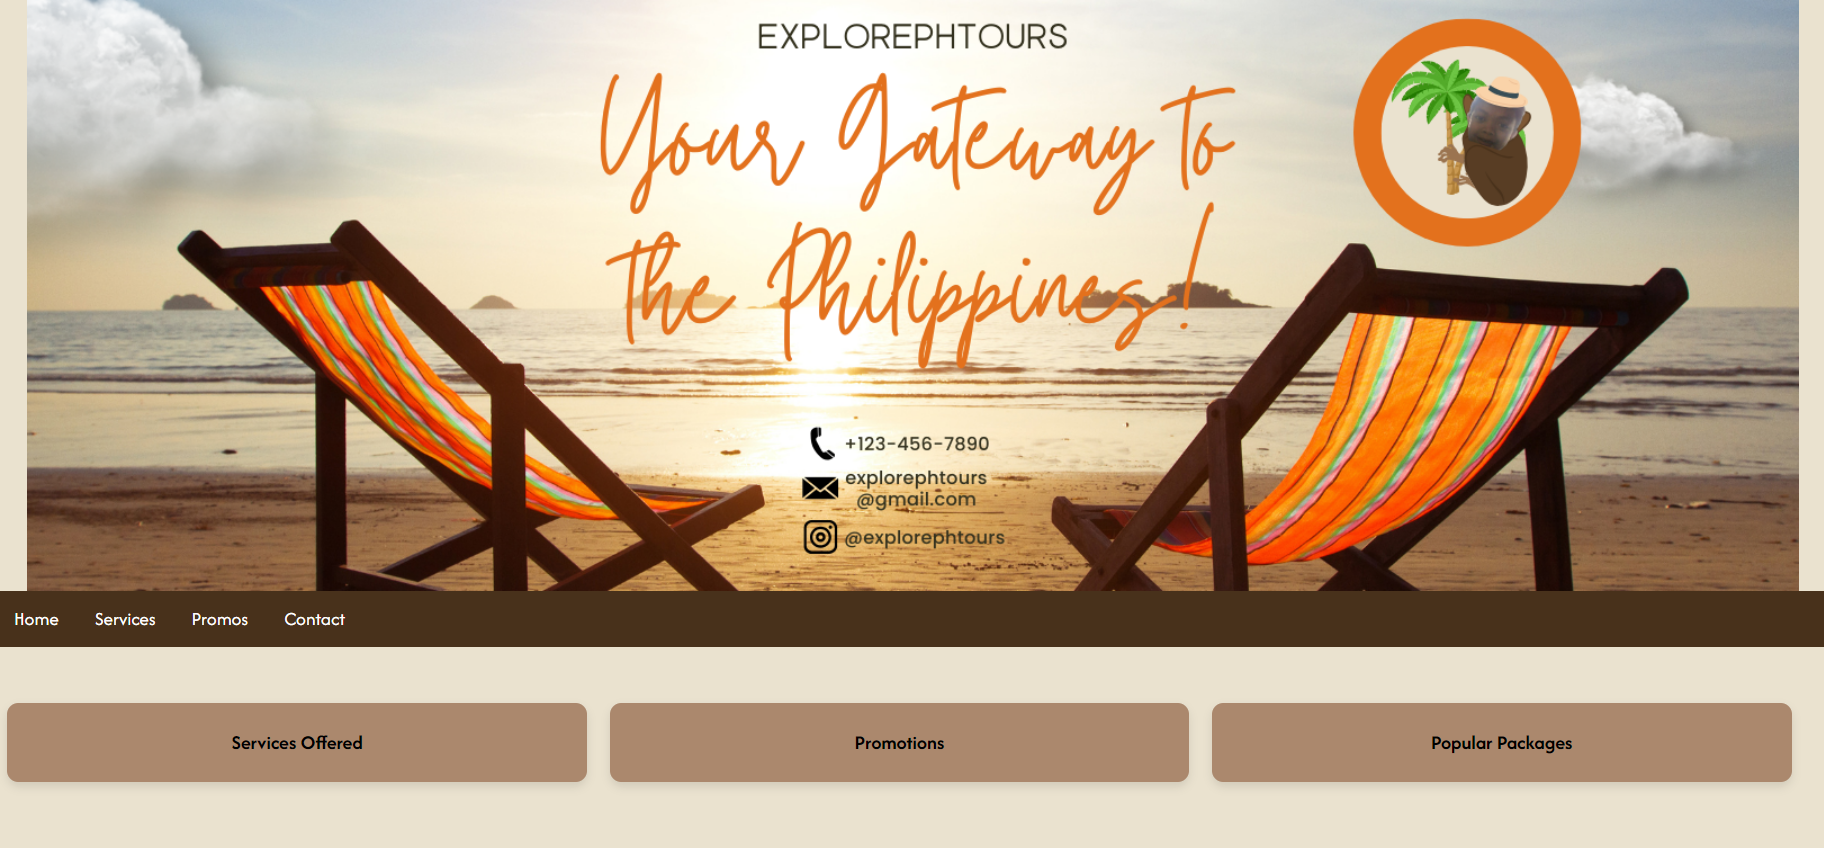 EXPLOREPHTOURS
Your Gateway to
the Philippines!
+123-456-7890
explorephtours
@gmail.com
@explorephtours
Home Services Promos Contact
Services Offered
Promotions
Popular Packages